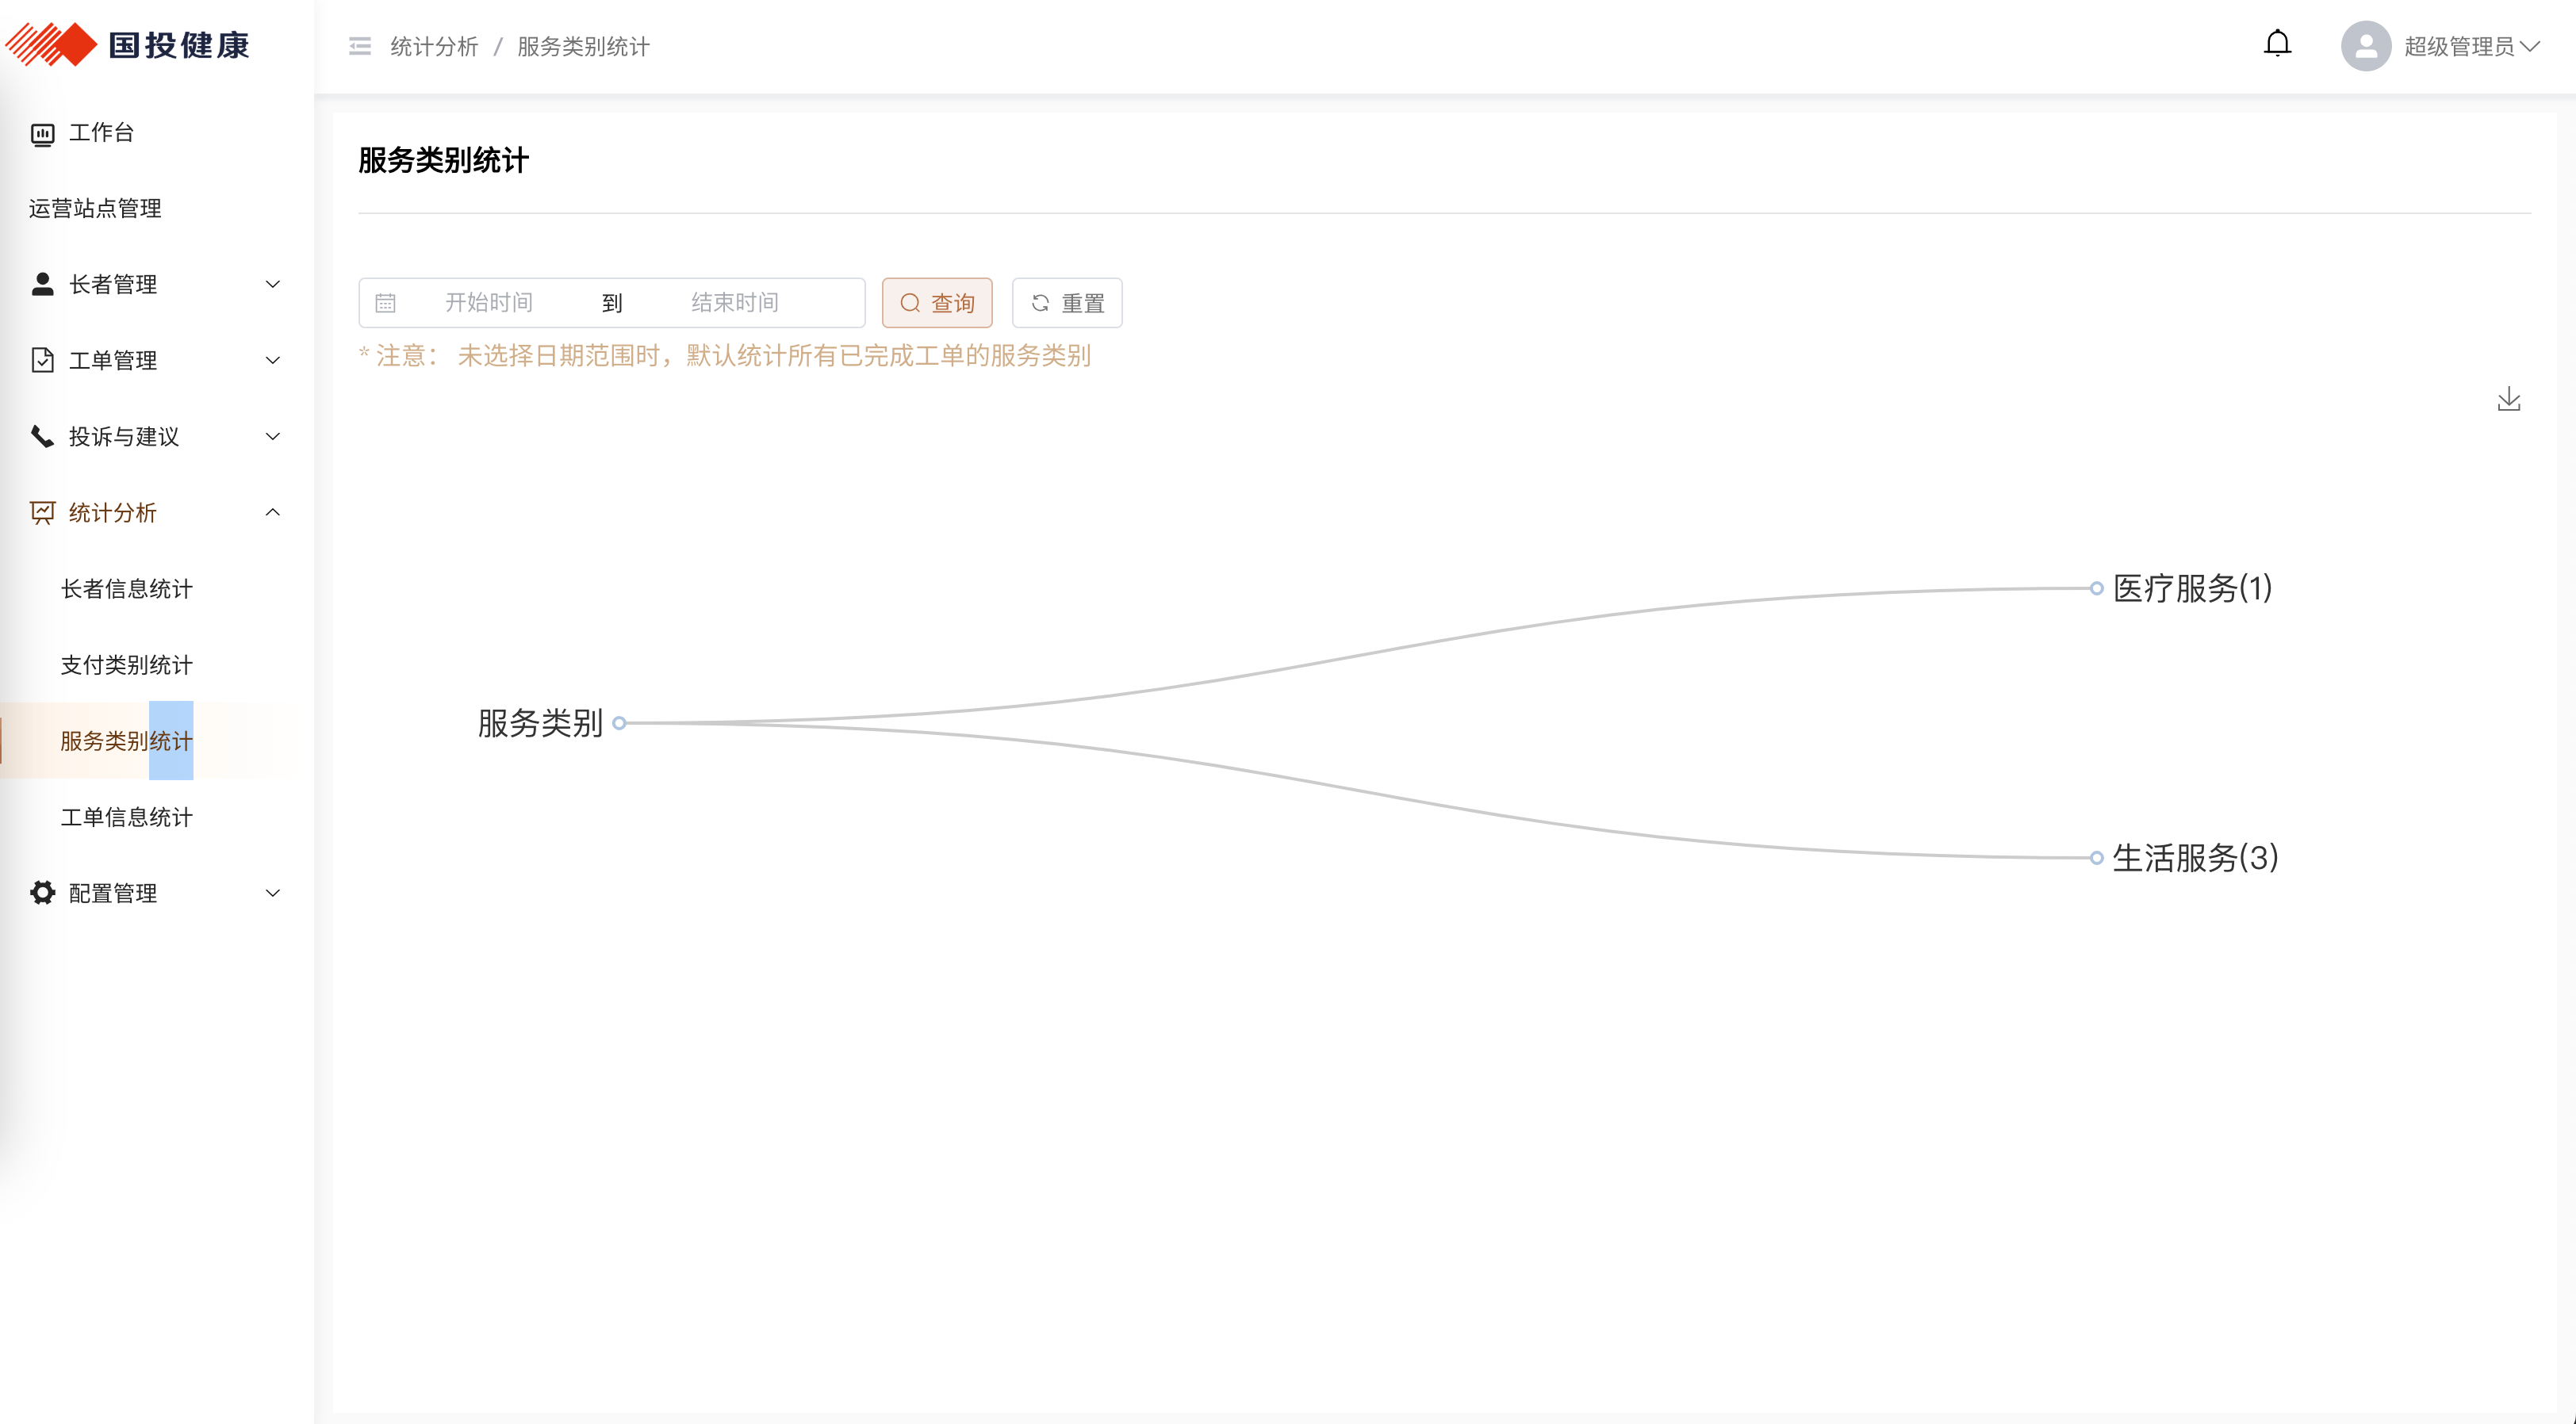 国投健康
统计分析 / 服务类别统计
超级管理员
工作台
运营站点管理
长者管理
工单管理
投诉与建议
统计分析
长者信息统计
支付类别统计
服务类别统计
工单信息统计
配置管理
服务类别统计
开始时间 到 结束时间 查询 重置
* 注意： 未选择日期范围时，默认统计所有已完成工单的服务类别
医疗服务(1)
服务类别
生活服务(3)